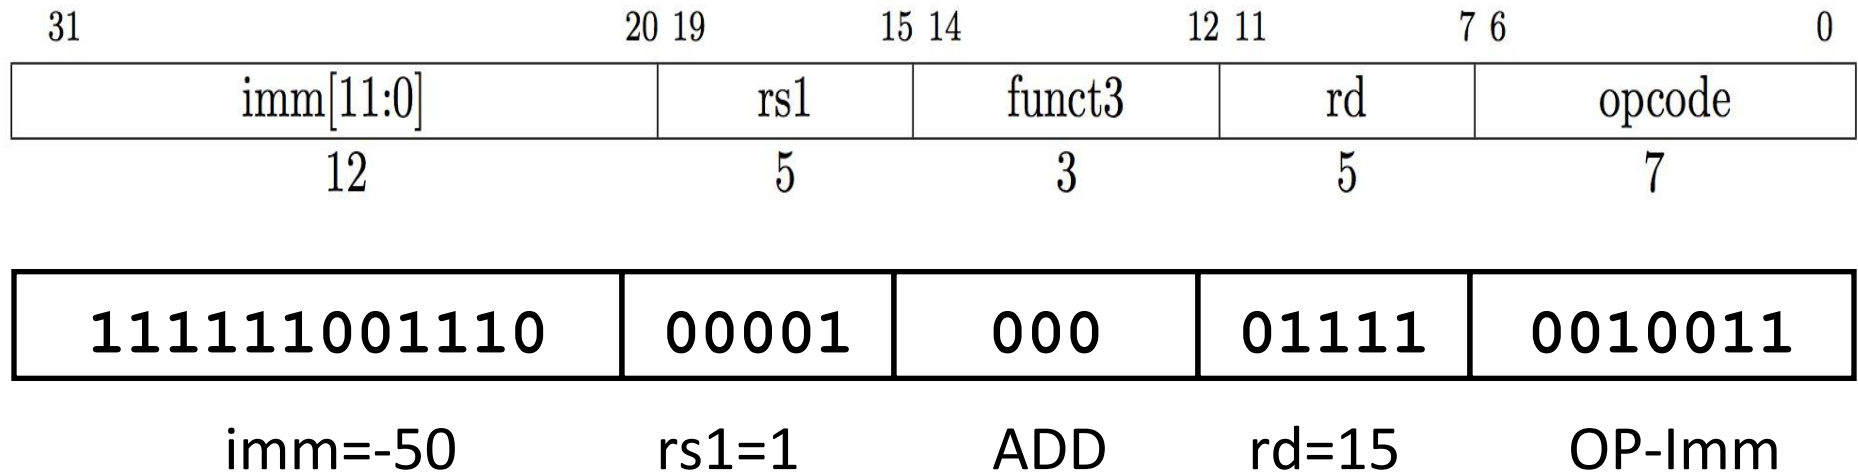 31 20 19 15 14 12 11 7 6 0
imm[11:0] rs1 funct3 rd opcode
12 5 3 5 7
111111001110 00001 000 01111 0010011
imm=-50 rs1=1 ADD rd=15 OP-Imm